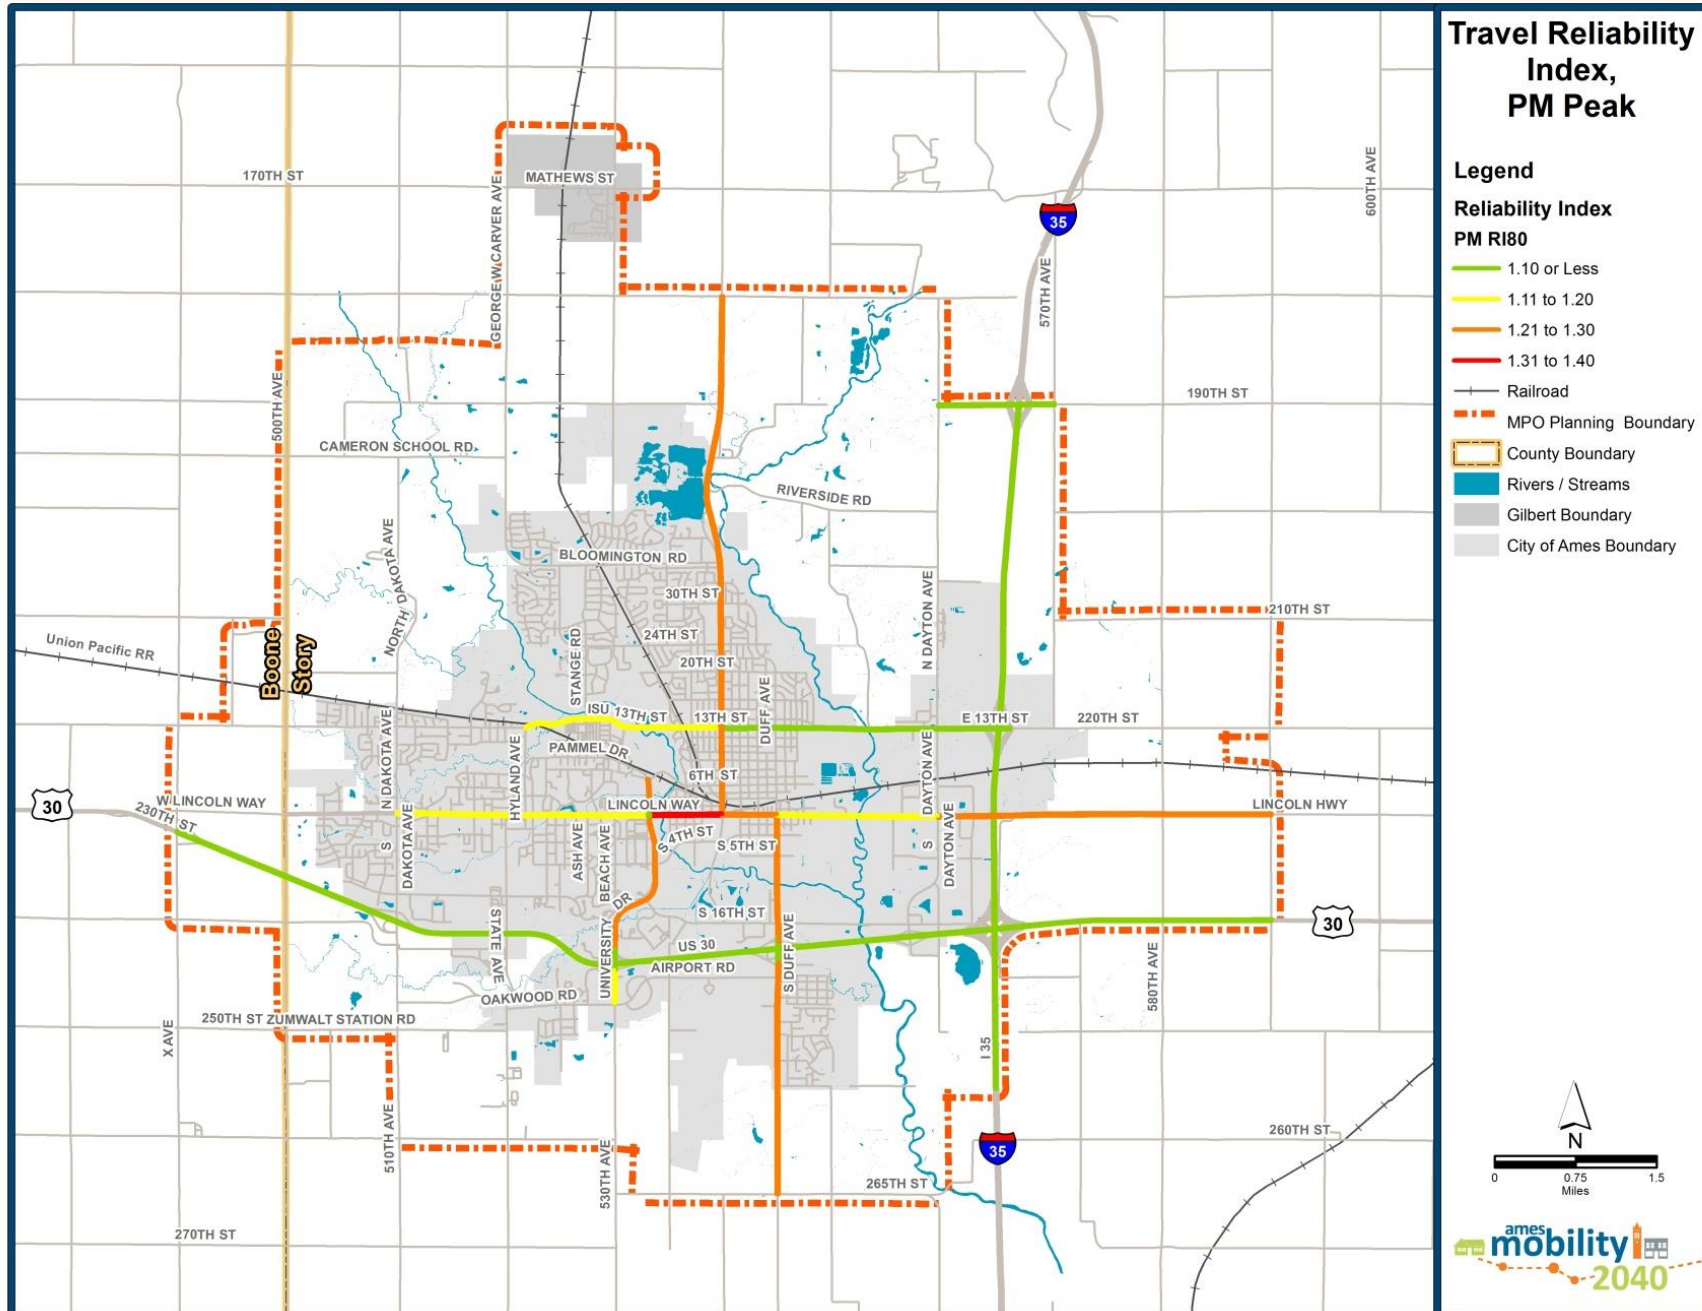 Travel Reliability
Index,
PM Peak
Legend
Reliability Index
PM RI80
1.10 or Less
1.11 to 1.20
1.21 to 1.30
1.31 to 1.40
Railroad
MPO Planning Boundary
County Boundary
Rivers / Streams
Gilbert Boundary
City of Ames Boundary
170TH ST
MATHEWS ST
GEORGE W CARVER AVE
35
570TH AVE
600TH AVE
500TH AVE
190TH ST
CAMERON SCHOOL RD
RIVERSIDE RD
NORTH DAKOTA AVE
BLOOMINGTON RD
30TH ST
24TH ST
20TH ST
STANGE RD
N DAYTON AVE
210TH ST
Union Pacific RR
Boone
Story
ISU 13TH ST
13TH ST
DUFF AVE
E 13TH ST
220TH ST
N DAKOTA AVE
HYLAND AVE
PAMMEL DR
6TH ST
DAYTON AVE
30
W LINCOLN WAY
230TH ST
LINCOLN WAY
LINCOLN HWY
S
DAKOTA AVE
ASH AVE
BEACH AVE
S 4TH ST
S 5TH ST
S
DAYTON AVE
STATE AVE
UNIVERSITY
DR
S 16TH ST
US 30
AIRPORT RD
S DUFF AVE
30
580TH AVE
OAKWOOD RD
250TH ST ZUMWALT STATION RD
X AVE
I 35
510TH AVE
530TH AVE
35
260TH ST
265TH ST
270TH ST
N
0 0.75 1.5
Miles
ames
mobility
2040